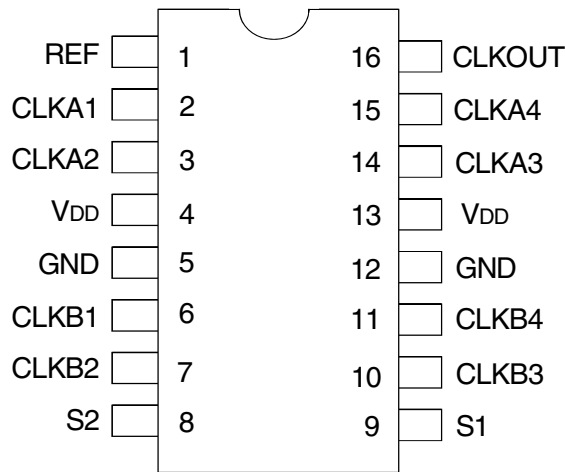 REF 1 16 CLKOUT
CLKA1 2 15 CLKA4
CLKA2 3 14 CLKA3
VDD 4 13 VDD
GND 5 12 GND
CLKB1 6 11 CLKB4
CLKB2 7 10 CLKB3
S2 8 9 S1